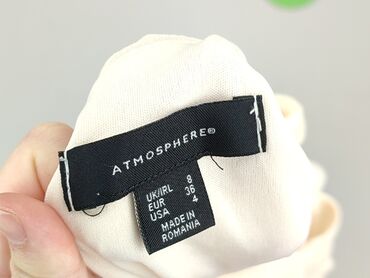 ATMOSPHERE®
UK/IRL 8
EUR 36
USA 4
MADE IN
ROMANIA